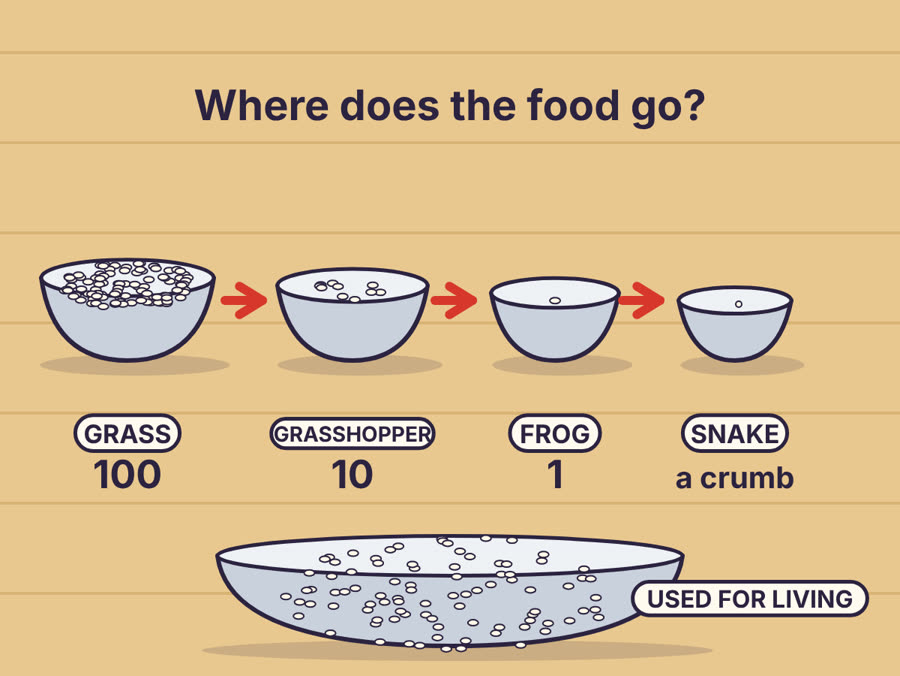 Where does the food go?
GRASS
GRASSHOPPER
FROG
SNAKE
100
10
1
a crumb
USED FOR LIVING